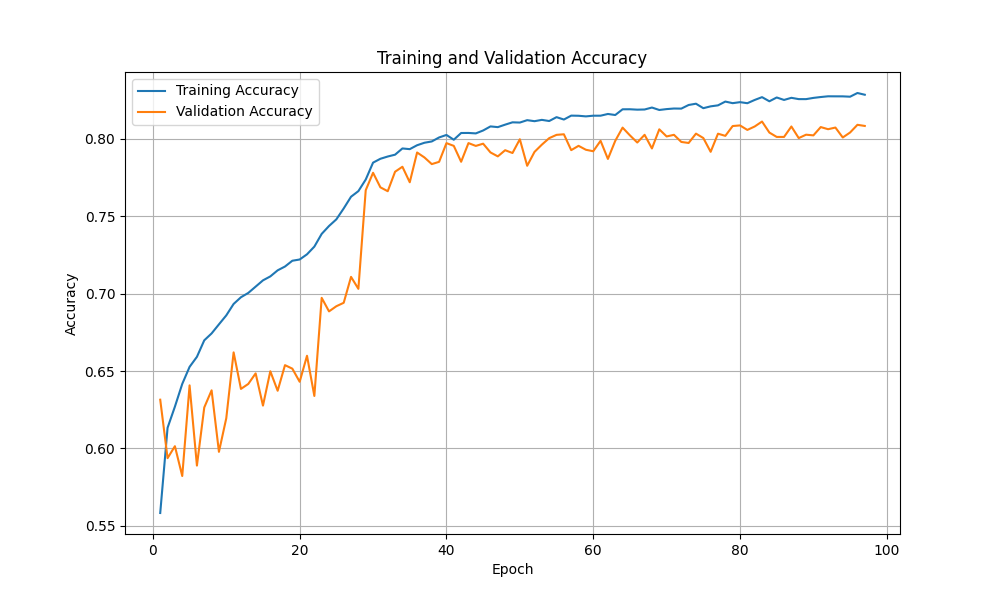 Training and Validation Accuracy
Training Accuracy
Validation Accuracy
Accuracy
0.80
0.75
0.70
0.65
0.60
0.55
0
20
40
60
80
100
Epoch